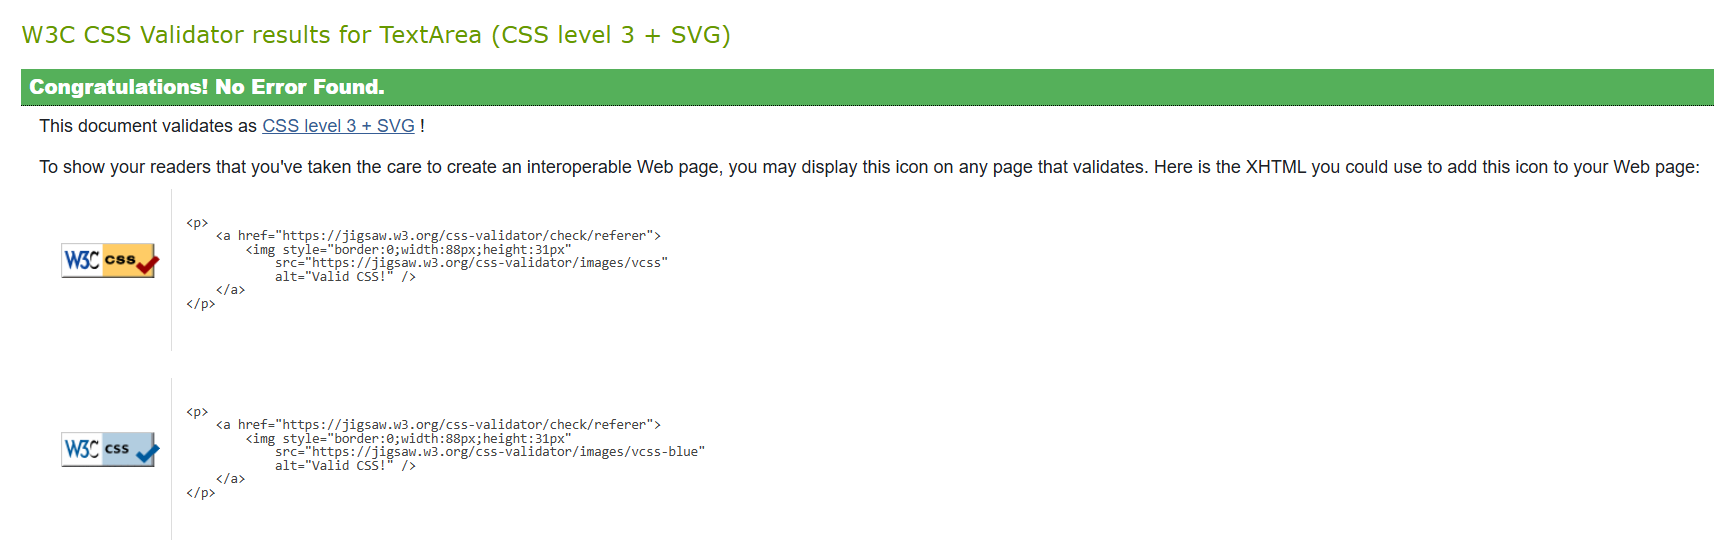 W3C CSS Validator results for TextArea (CSS level 3 + SVG)
Congratulations! No Error Found.
This document validates as CSS level 3 + SVG !
To show your readers that you've taken the care to create an interoperable Web page, you may display this icon on any page that validates. Here is the XHTML you could use to add this icon to your Web page:
W3C css
<p>
    <a href="https://jigsaw.w3.org/css-validator/check/referer">
        <img style="border:0;width:88px;height:31px"
            src="https://jigsaw.w3.org/css-validator/images/vcss"
            alt="Valid CSS!" />
    </a>
</p>
W3C css
<p>
    <a href="https://jigsaw.w3.org/css-validator/check/referer">
        <img style="border:0;width:88px;height:31px"
            src="https://jigsaw.w3.org/css-validator/images/vcss-blue"
            alt="Valid CSS!" />
    </a>
</p>